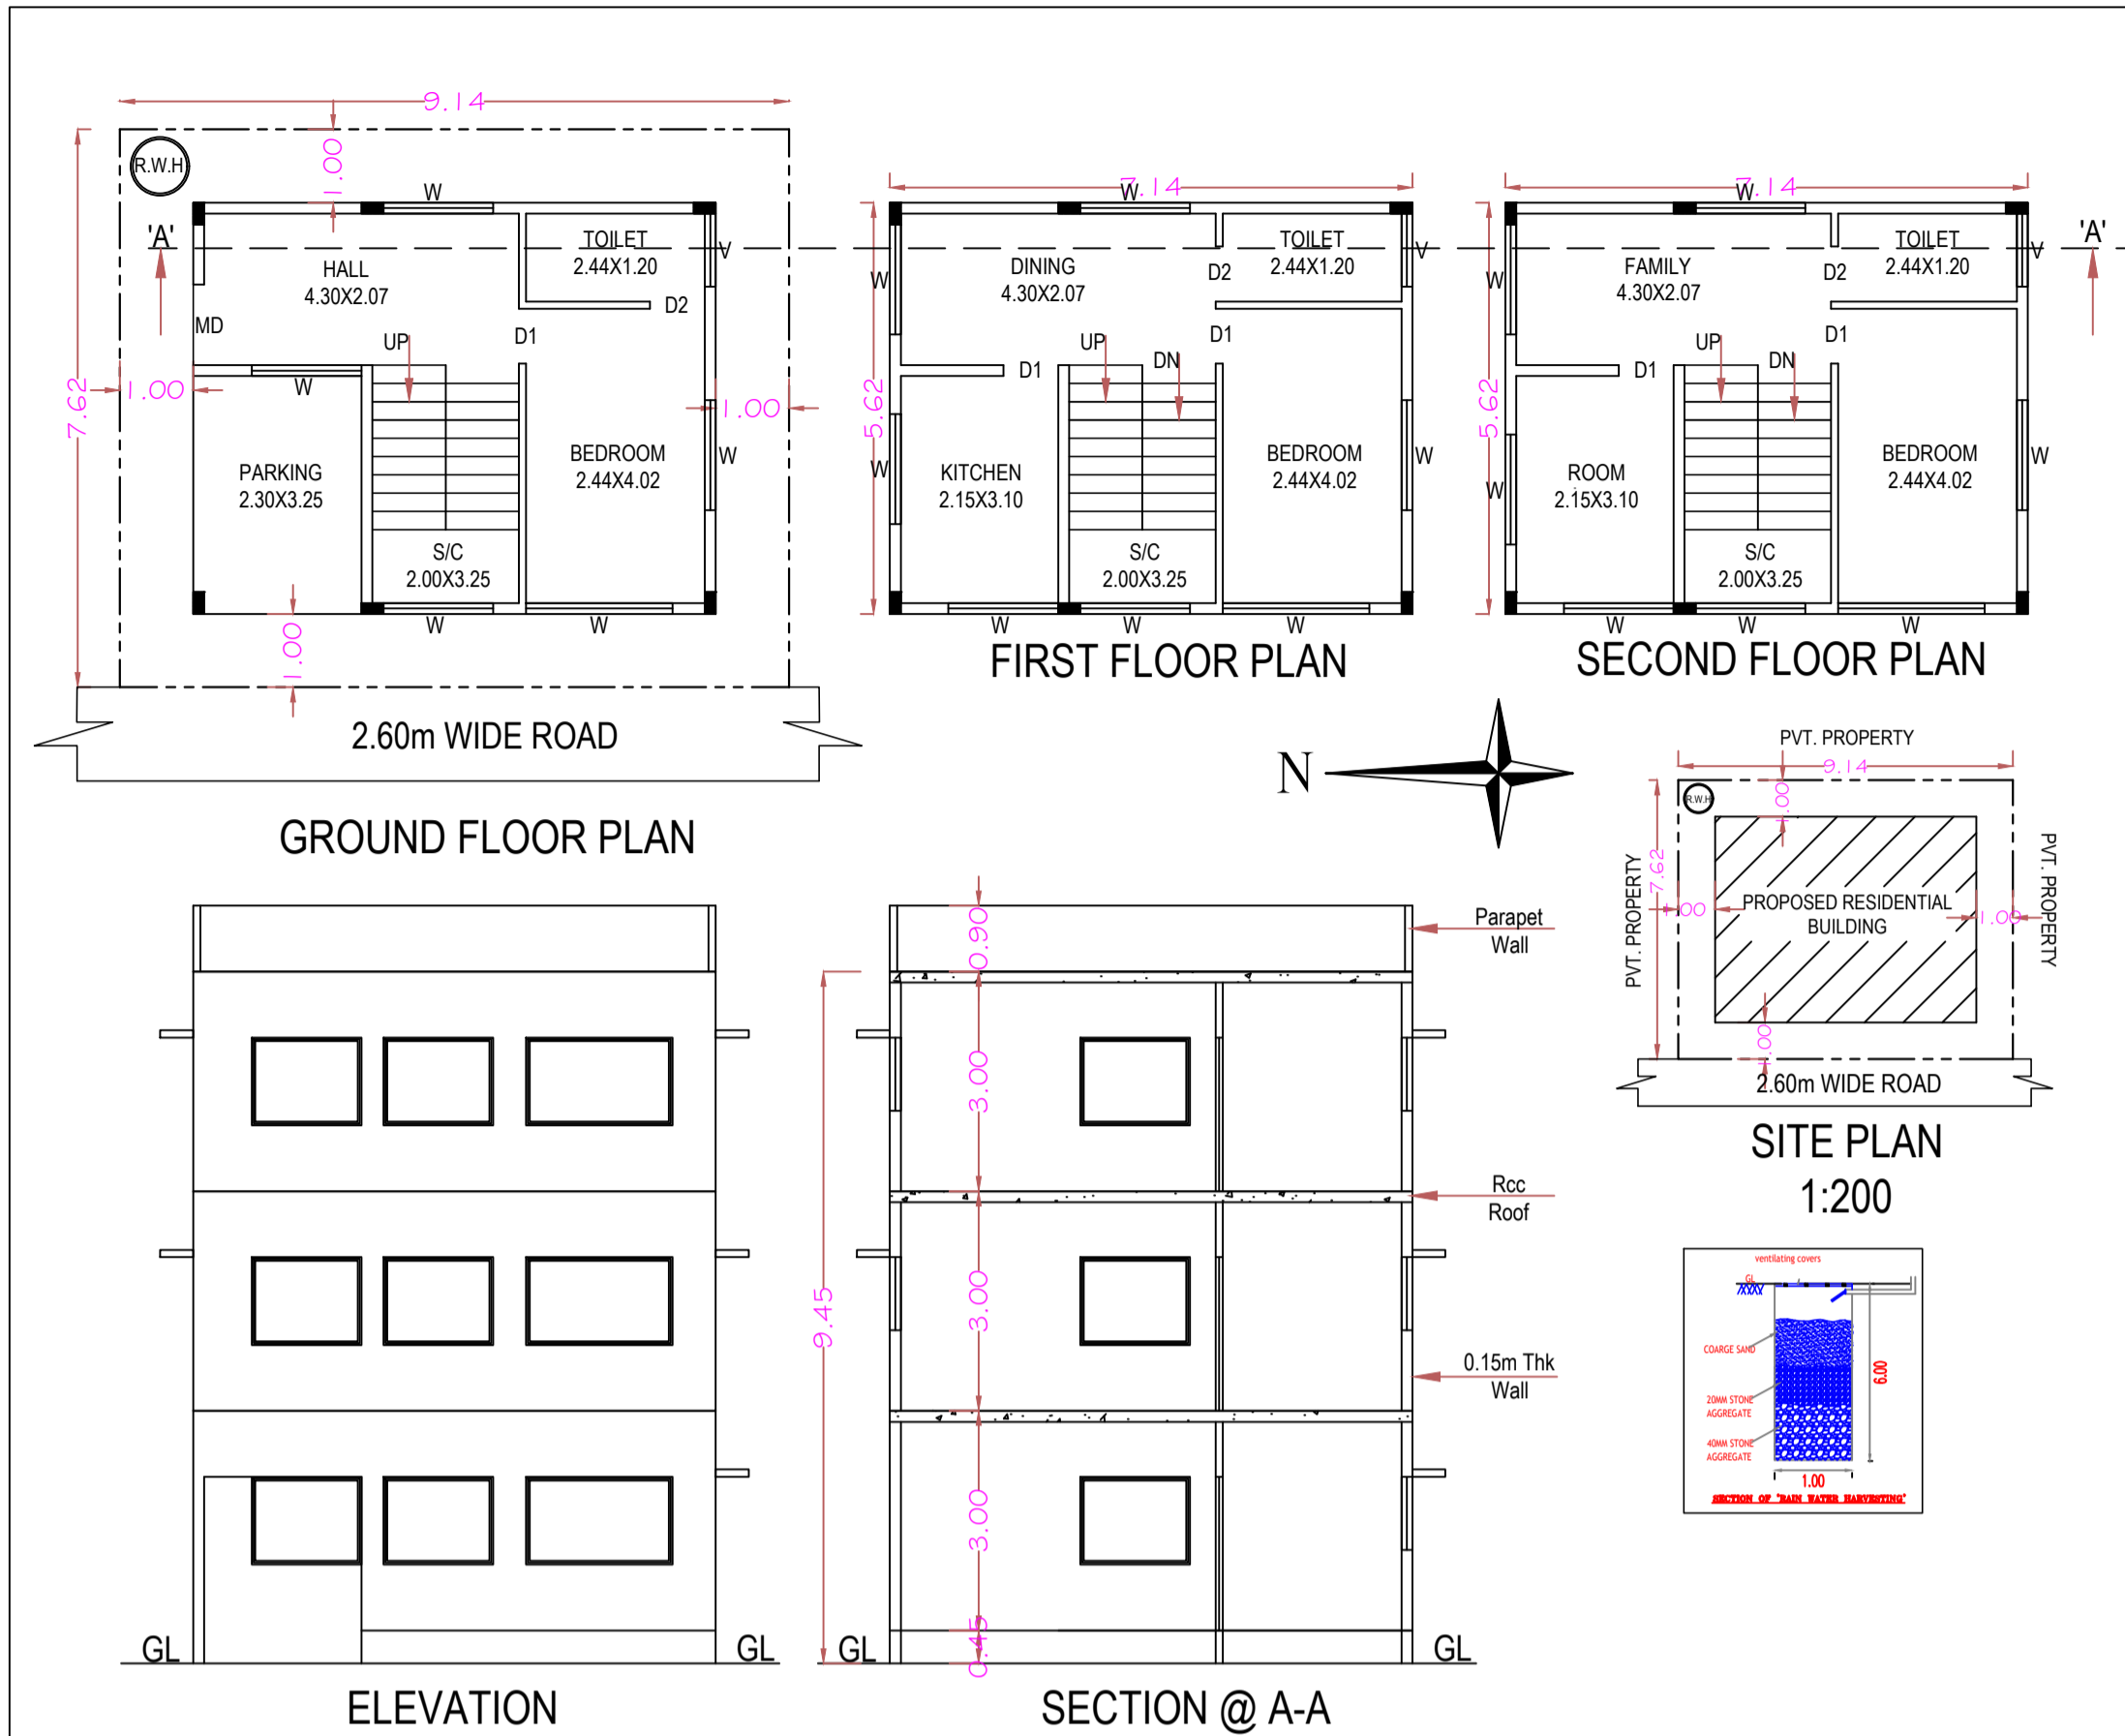 9.14
R.W.H
1.00
W
'A'
HALL
4.30X2.07
TOILET
2.44X1.20
V
MD
UP
D1
D2
7.62
1.00
W
1.00
PARKING
2.30X3.25
BEDROOM
2.44X4.02
W
S/C
2.00X3.25
1.00
W
W
2.60m WIDE ROAD
GROUND FLOOR PLAN
7.14
W
DINING
4.30X2.07
TOILET
2.44X1.20
V
W
D2
D1
UP
DN
D1
5.62
W
KITCHEN
2.15X3.10
BEDROOM
2.44X4.02
W
S/C
2.00X3.25
W
W
W
FIRST FLOOR PLAN
7.14
W
FAMILY
4.30X2.07
TOILET
2.44X1.20
V
'A'
W
D2
D1
UP
DN
D1
5.62
W
ROOM
2.15X3.10
BEDROOM
2.44X4.02
W
S/C
2.00X3.25
W
W
W
SECOND FLOOR PLAN
N
PVT. PROPERTY
9.14
R.W.H
1.00
7.62
PVT. PROPERTY
PVT. PROPERTY
1.00
PROPOSED RESIDENTIAL
BUILDING
1.00
1.00
2.60m WIDE ROAD
SITE PLAN
1:200
GL
GL
ELEVATION
0.90
Parapet
Wall
3.00
Rcc
Roof
9.45
3.00
0.15m Thk
Wall
3.00
0.45
GL
GL
SECTION @ A-A
ventilating covers
GL
COARGE SAND
20MM STONE
AGGREGATE
40MM STONE
AGGREGATE
6.00
1.00
SECTION OF "RAIN WATER HARVESTING"